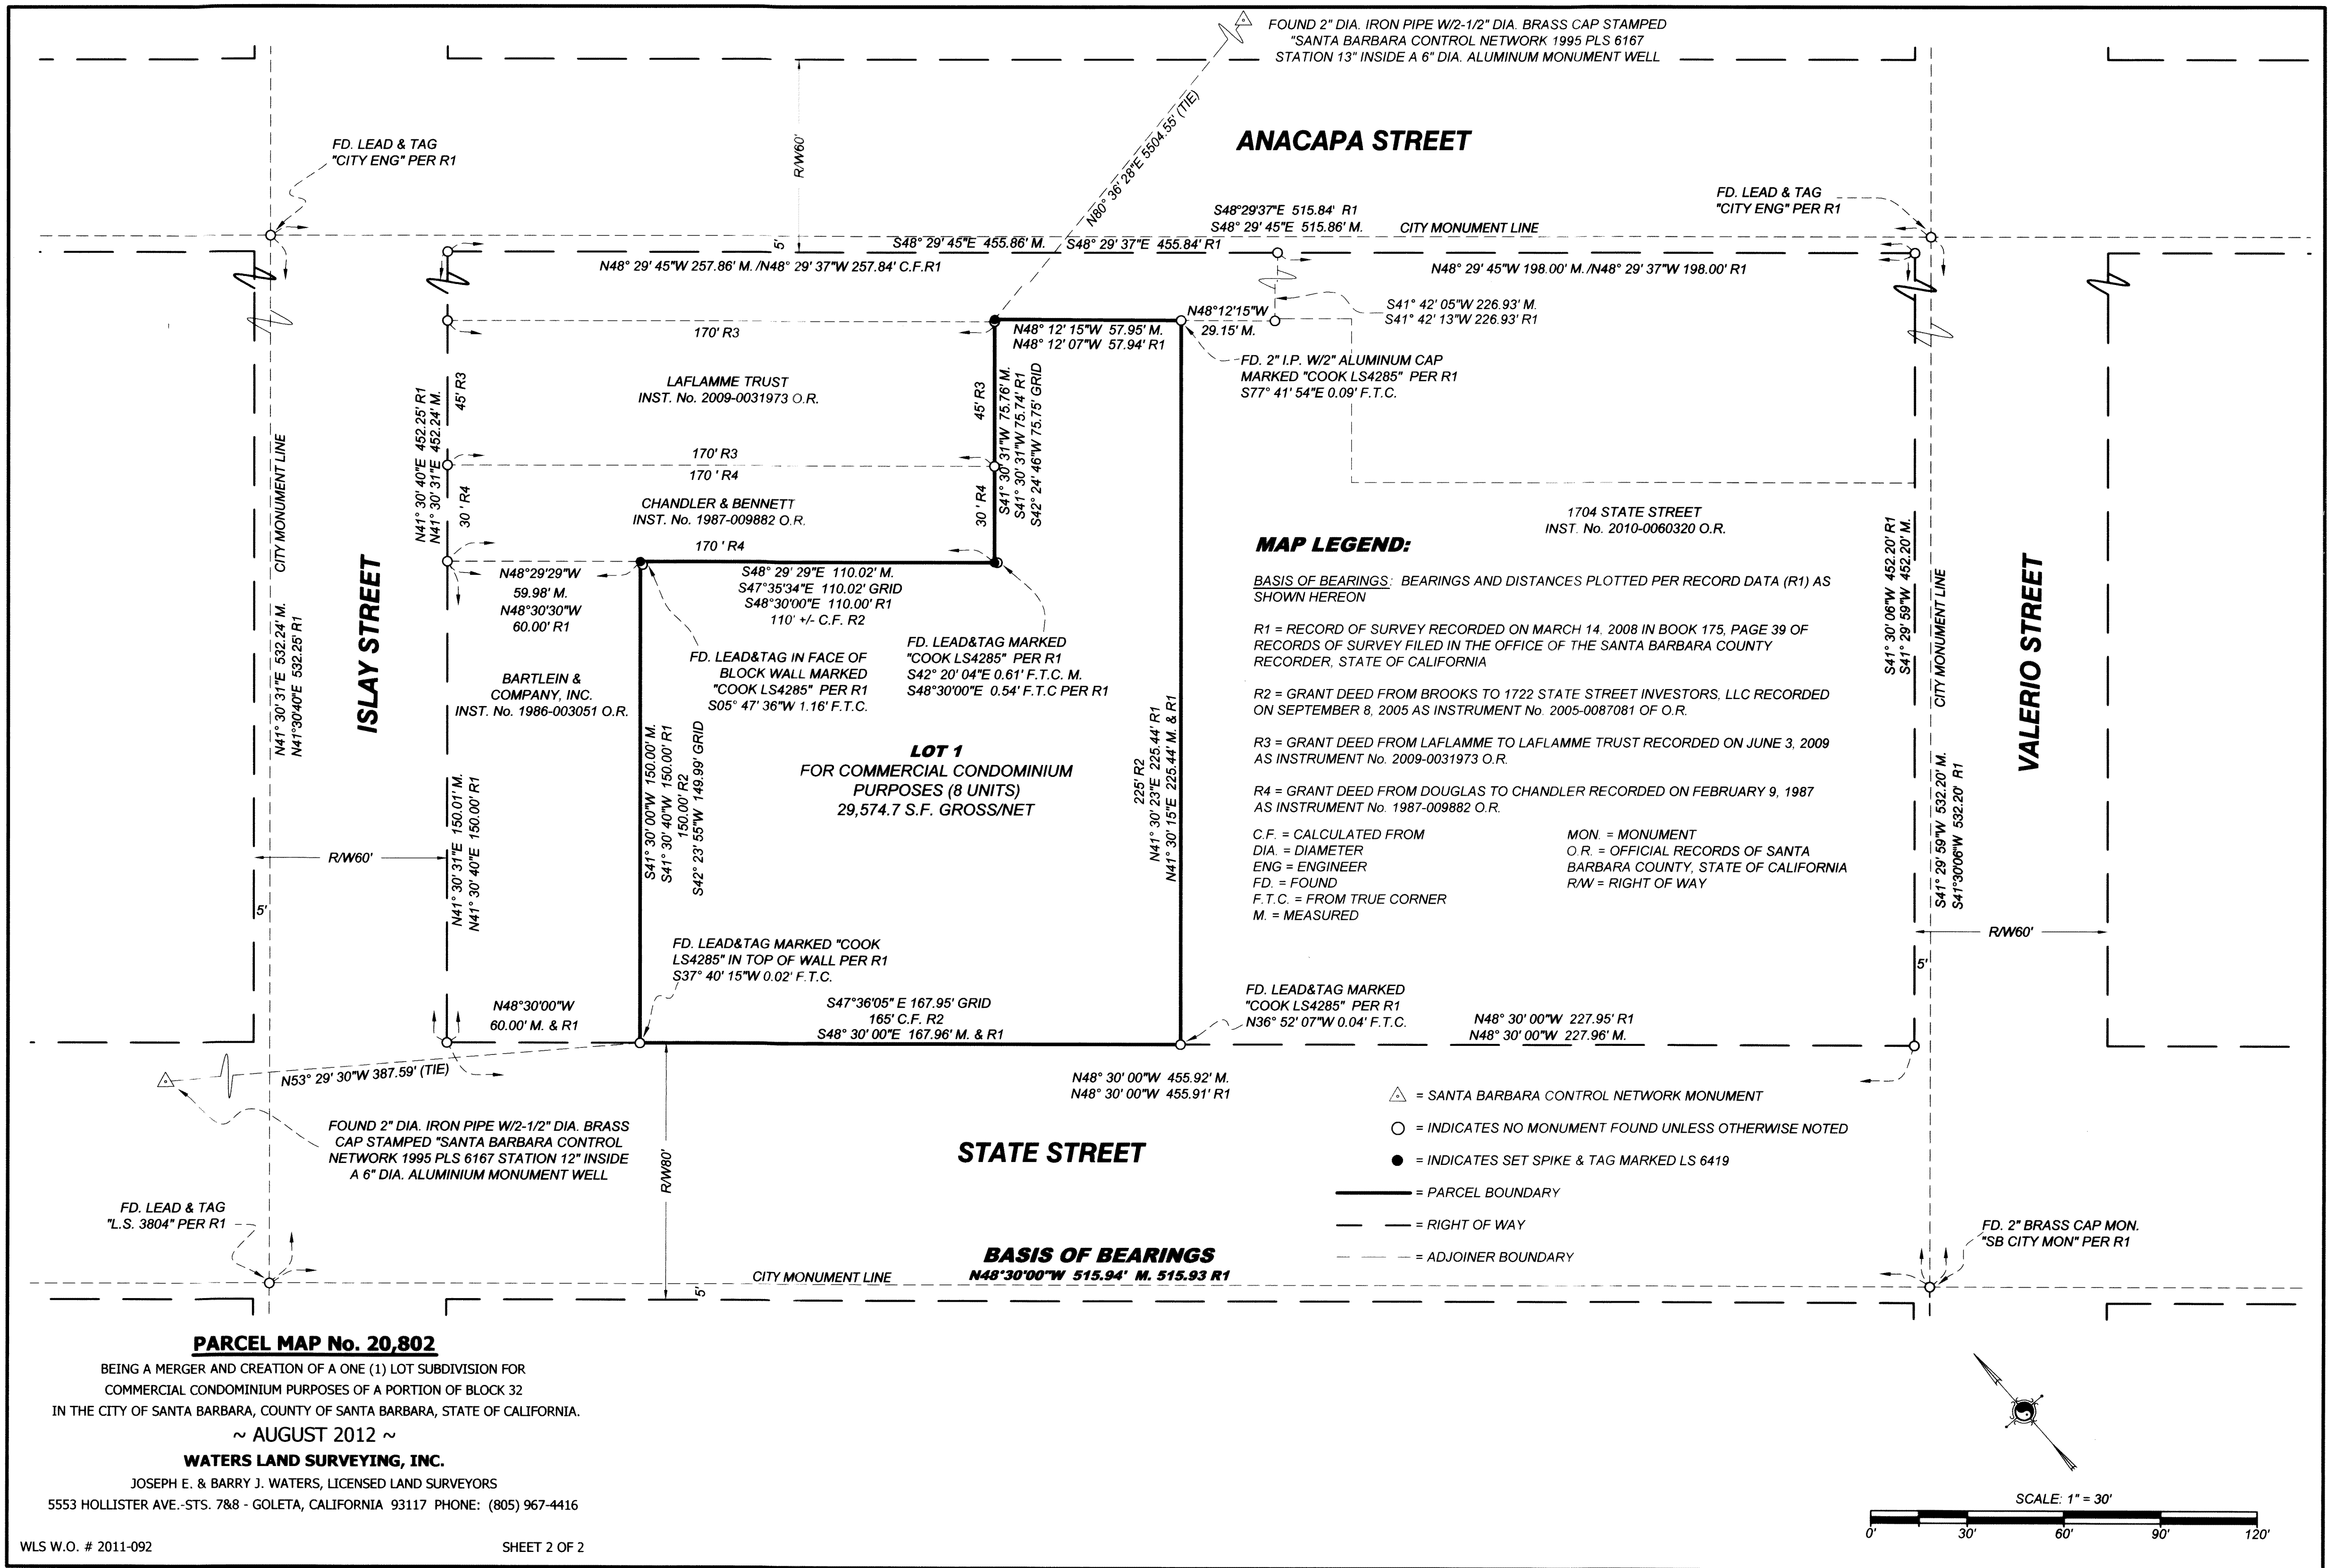 FOUND 2" DIA. IRON PIPE W/2-1/2" DIA. BRASS CAP STAMPED
"SANTA BARBARA CONTROL NETWORK 1995 PLS 6167
STATION 13" INSIDE A 6" DIA. ALUMINUM MONUMENT WELL
N80° 36' 28"E 5504.55' (TIE)
ANACAPA STREET
FD. LEAD & TAG
"CITY ENG" PER R1
R/W60'
5'
FD. LEAD & TAG
"CITY ENG" PER R1
S48°29'37"E 515.84' R1
S48° 29' 45"E 515.86' M.
CITY MONUMENT LINE
S48° 29' 45"E 455.86' M.
S48° 29' 37"E 455.84' R1
N48° 29' 45"W 257.86' M./N48° 29' 37"W 257.84' C.F.R1
N48° 29' 45"W 198.00' M./N48° 29' 37"W 198.00' R1
S41° 42' 05"W 226.93' M.
S41° 42' 13"W 226.93' R1
N48°12'15"W
29.15' M.
N48° 12' 15"W 57.95' M.
N48° 12' 07"W 57.94' R1
170' R3
FD. 2" I.P. W/2" ALUMINUM CAP
MARKED "COOK LS4285" PER R1
S77° 41' 54"E 0.09' F.T.C.
LAFLAMME TRUST
INST. No. 2009-0031973 O.R.
45' R3
45' R3
N41° 30' 40"E 452.25' R1
N41° 30' 31"E 452.24' M.
S41° 30' 31"W 75.76' M.
S41° 30' 31"W 75.74' R1
S42° 24' 46"W 75.75' GRID
170' R3
170 ' R4
CHANDLER & BENNETT
INST. No. 1987-009882 O.R.
30 ' R4
30 ' R4
170 ' R4
1704 STATE STREET
INST. No. 2010-0060320 O.R.
CITY MONUMENT LINE
N41° 30' 31"E 532.24' M.
N41°30'40"E 532.25' R1
ISLAY STREET
N48°29'29"W
59.98' M.
N48°30'30"W
60.00' R1
S48° 29' 29"E 110.02' M.
S47°35'34"E 110.02' GRID
S48°30'00"E 110.00' R1
110' +/- C.F. R2
FD. LEAD&TAG IN FACE OF
BLOCK WALL MARKED
"COOK LS4285" PER R1
S05° 47' 36"W 1.16' F.T.C.
FD. LEAD&TAG MARKED
"COOK LS4285" PER R1
S42° 20' 04"E 0.61' F.T.C. M.
S48°30'00"E 0.54' F.T.C PER R1
BARTLEIN &
COMPANY, INC.
INST. No. 1986-003051 O.R.
LOT 1
FOR COMMERCIAL CONDOMINIUM
PURPOSES (8 UNITS)
29,574.7 S.F. GROSS/NET
S41° 30' 00"W 150.00' M.
S41° 30' 40"W 150.00' R1
150.00' R2
S42° 23' 55"W 149.99' GRID
225' R2
N41° 30' 23"E 225.44' R1
N41° 30' 15"E 225.44' M. & R1
N41° 30' 31"E 150.01' M.
N41° 30' 40"E 150.00' R1
R/W60'
5'
MAP LEGEND:
BASIS OF BEARINGS: BEARINGS AND DISTANCES PLOTTED PER RECORD DATA (R1) AS
SHOWN HEREON
R1 = RECORD OF SURVEY RECORDED ON MARCH 14, 2008 IN BOOK 175, PAGE 39 OF
RECORDS OF SURVEY FILED IN THE OFFICE OF THE SANTA BARBARA COUNTY
RECORDER, STATE OF CALIFORNIA
R2 = GRANT DEED FROM BROOKS TO 1722 STATE STREET INVESTORS, LLC RECORDED
ON SEPTEMBER 8, 2005 AS INSTRUMENT No. 2005-0087081 OF O.R.
R3 = GRANT DEED FROM LAFLAMME TO LAFLAMME TRUST RECORDED ON JUNE 3, 2009
AS INSTRUMENT No. 2009-0031973 O.R.
R4 = GRANT DEED FROM DOUGLAS TO CHANDLER RECORDED ON FEBRUARY 9, 1987
AS INSTRUMENT No. 1987-009882 O.R.
C.F. = CALCULATED FROM
DIA. = DIAMETER
ENG = ENGINEER
FD. = FOUND
F.T.C. = FROM TRUE CORNER
M. = MEASURED
MON. = MONUMENT
O.R. = OFFICIAL RECORDS OF SANTA
BARBARA COUNTY, STATE OF CALIFORNIA
R/W = RIGHT OF WAY
S41° 30' 06"W 452.20' R1
S41° 29' 59"W 452.20' M.
CITY MONUMENT LINE
S41° 29' 59"W 532.20' M.
S41°30'06"W 532.20' R1
VALERIO STREET
R/W60'
5'
FD. LEAD&TAG MARKED "COOK
LS4285" IN TOP OF WALL PER R1
S37° 40' 15"W 0.02' F.T.C.
N48°30'00"W
60.00' M. & R1
S47°36'05" E 167.95' GRID
165' C.F. R2
S48° 30' 00"E 167.96' M. & R1
FD. LEAD&TAG MARKED
"COOK LS4285" PER R1
N36° 52' 07"W 0.04' F.T.C.
N48° 30' 00"W 227.95' R1
N48° 30' 00"W 227.96' M.
N53° 29' 30"W 387.59' (TIE)
N48° 30' 00"W 455.92' M.
N48° 30' 00"W 455.91' R1
FOUND 2" DIA. IRON PIPE W/2-1/2" DIA. BRASS
CAP STAMPED "SANTA BARBARA CONTROL
NETWORK 1995 PLS 6167 STATION 12" INSIDE
A 6" DIA. ALUMINIUM MONUMENT WELL
R/W80'
STATE STREET
= SANTA BARBARA CONTROL NETWORK MONUMENT
= INDICATES NO MONUMENT FOUND UNLESS OTHERWISE NOTED
= INDICATES SET SPIKE & TAG MARKED LS 6419
= PARCEL BOUNDARY
= RIGHT OF WAY
= ADJOINER BOUNDARY
FD. LEAD & TAG
"L.S. 3804" PER R1
FD. 2" BRASS CAP MON.
"SB CITY MON" PER R1
CITY MONUMENT LINE
5'
BASIS OF BEARINGS
N48°30'00"W 515.94' M. 515.93 R1
PARCEL MAP No. 20,802
BEING A MERGER AND CREATION OF A ONE (1) LOT SUBDIVISION FOR
COMMERCIAL CONDOMINIUM PURPOSES OF A PORTION OF BLOCK 32
IN THE CITY OF SANTA BARBARA, COUNTY OF SANTA BARBARA, STATE OF CALIFORNIA.
~ AUGUST 2012 ~
WATERS LAND SURVEYING, INC.
JOSEPH E. & BARRY J. WATERS, LICENSED LAND SURVEYORS
5553 HOLLISTER AVE.-STS. 7&8 - GOLETA, CALIFORNIA 93117 PHONE: (805) 967-4416
WLS W.O. # 2011-092
SHEET 2 OF 2
SCALE: 1" = 30'
0' 30' 60' 90' 120'